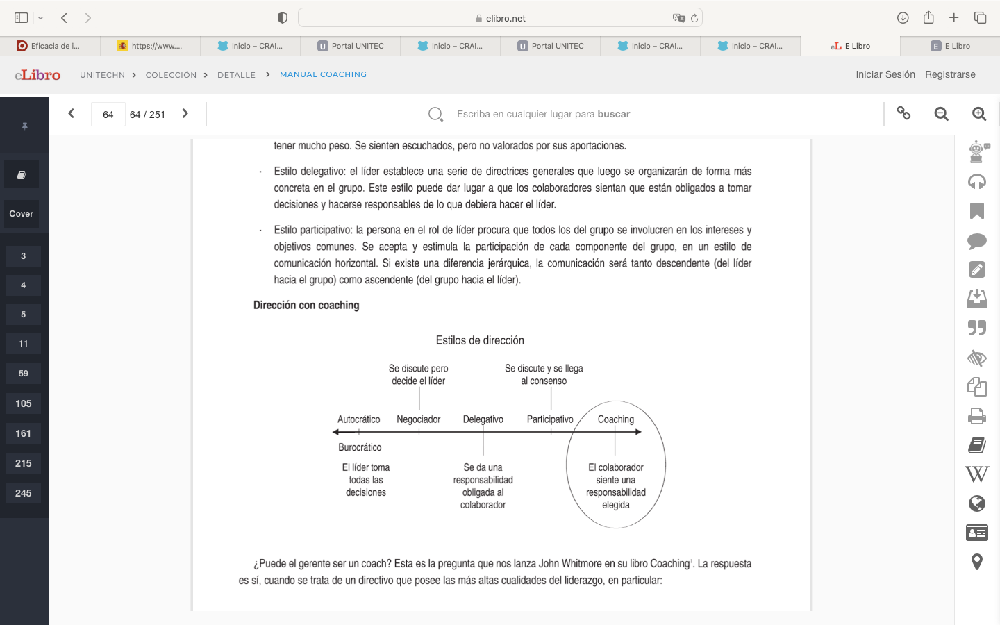 elibro.net
Eficacia de i...
https://www....
Inicio – CRAI...
Portal UNITEC
Inicio – CRAI...
Portal UNITEC
Inicio – CRAI...
Inicio – CRAI...
E Libro
E Libro
eLibro
UNITECHN > COLECCIÓN > DETALLE > MANUAL COACHING
Iniciar Sesión Registrarse
64 64 / 251
Escriba en cualquier lugar para buscar
Cover
3
4
5
11
59
105
161
215
245
tener mucho peso. Se sienten escuchados, pero no valorados por sus aportaciones.
· Estilo delegativo: el líder establece una serie de directrices generales que luego se organizarán de forma más
concreta en el grupo. Este estilo puede dar lugar a que los colaboradores sientan que están obligados a tomar
decisiones y hacerse responsables de lo que debiera hacer el líder.
· Estilo participativo: la persona en el rol de líder procura que todos los del grupo se involucren en los intereses y
objetivos comunes. Se acepta y estimula la participación de cada componente del grupo, en un estilo de
comunicación horizontal. Si existe una diferencia jerárquica, la comunicación será tanto descendente (del líder
hacia el grupo) como ascendente (del grupo hacia el líder).
Dirección con coaching
Estilos de dirección
Se discute pero
decide el líder
Se discute y se llega
al consenso
Autocrático Negociador Delegativo Participativo Coaching
Burocrático
El líder toma
todas las
decisiones
Se da una
responsabilidad
obligada al
colaborador
El colaborador
siente una
responsabilidad
elegida
¿Puede el gerente ser un coach? Esta es la pregunta que nos lanza John Whitmore en su libro Coaching¹. La respuesta
es sí, cuando se trata de un directivo que posee las más altas cualidades del liderazgo, en particular: